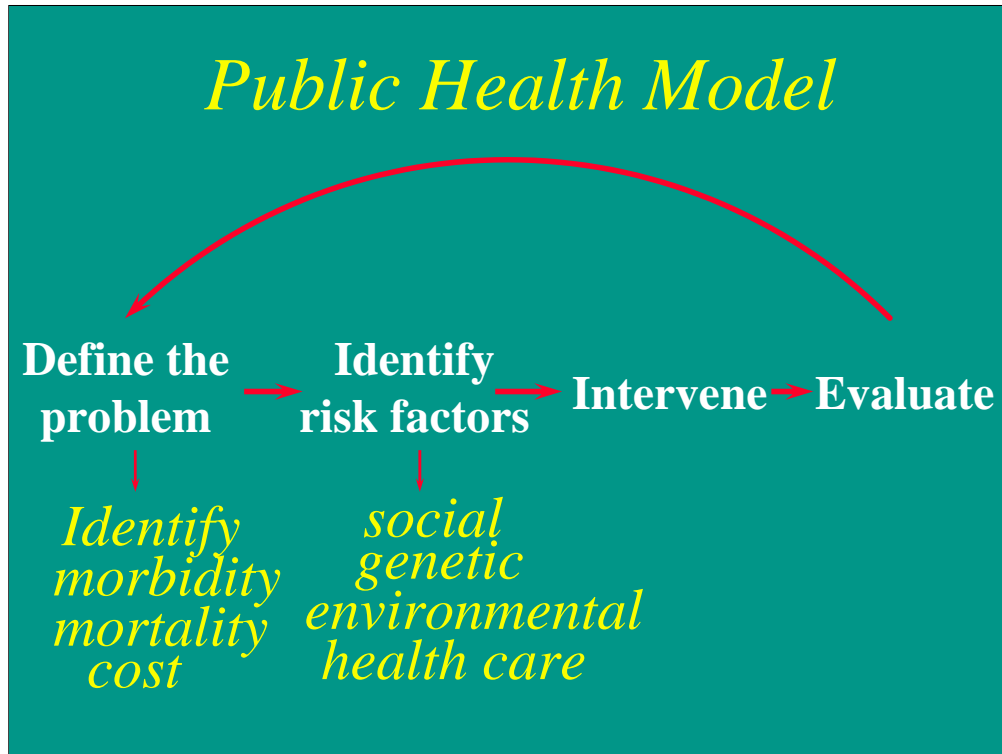 Public Health Model
Define the
problem
Identify
risk factors
Intervene
Evaluate
Identify
morbidity
mortality
cost
social
genetic
environmental
health care